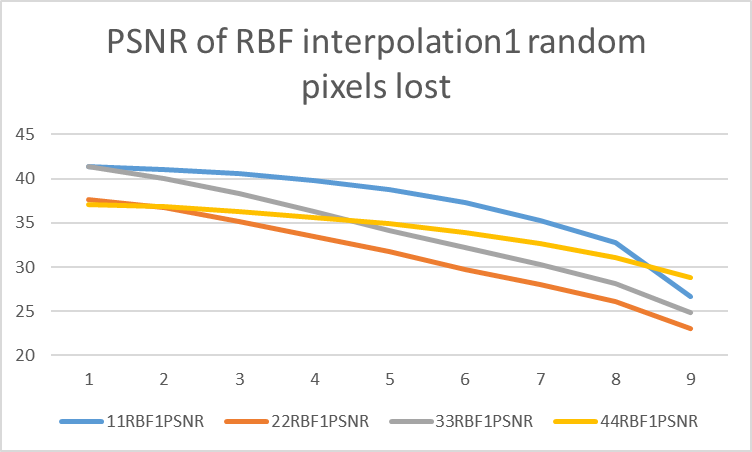 PSNR of RBF interpolation1 random
pixels lost
45
40
35
30
25
20
1 2 3 4 5 6 7 8 9
11RBF1PSNR 22RBF1PSNR 33RBF1PSNR 44RBF1PSNR